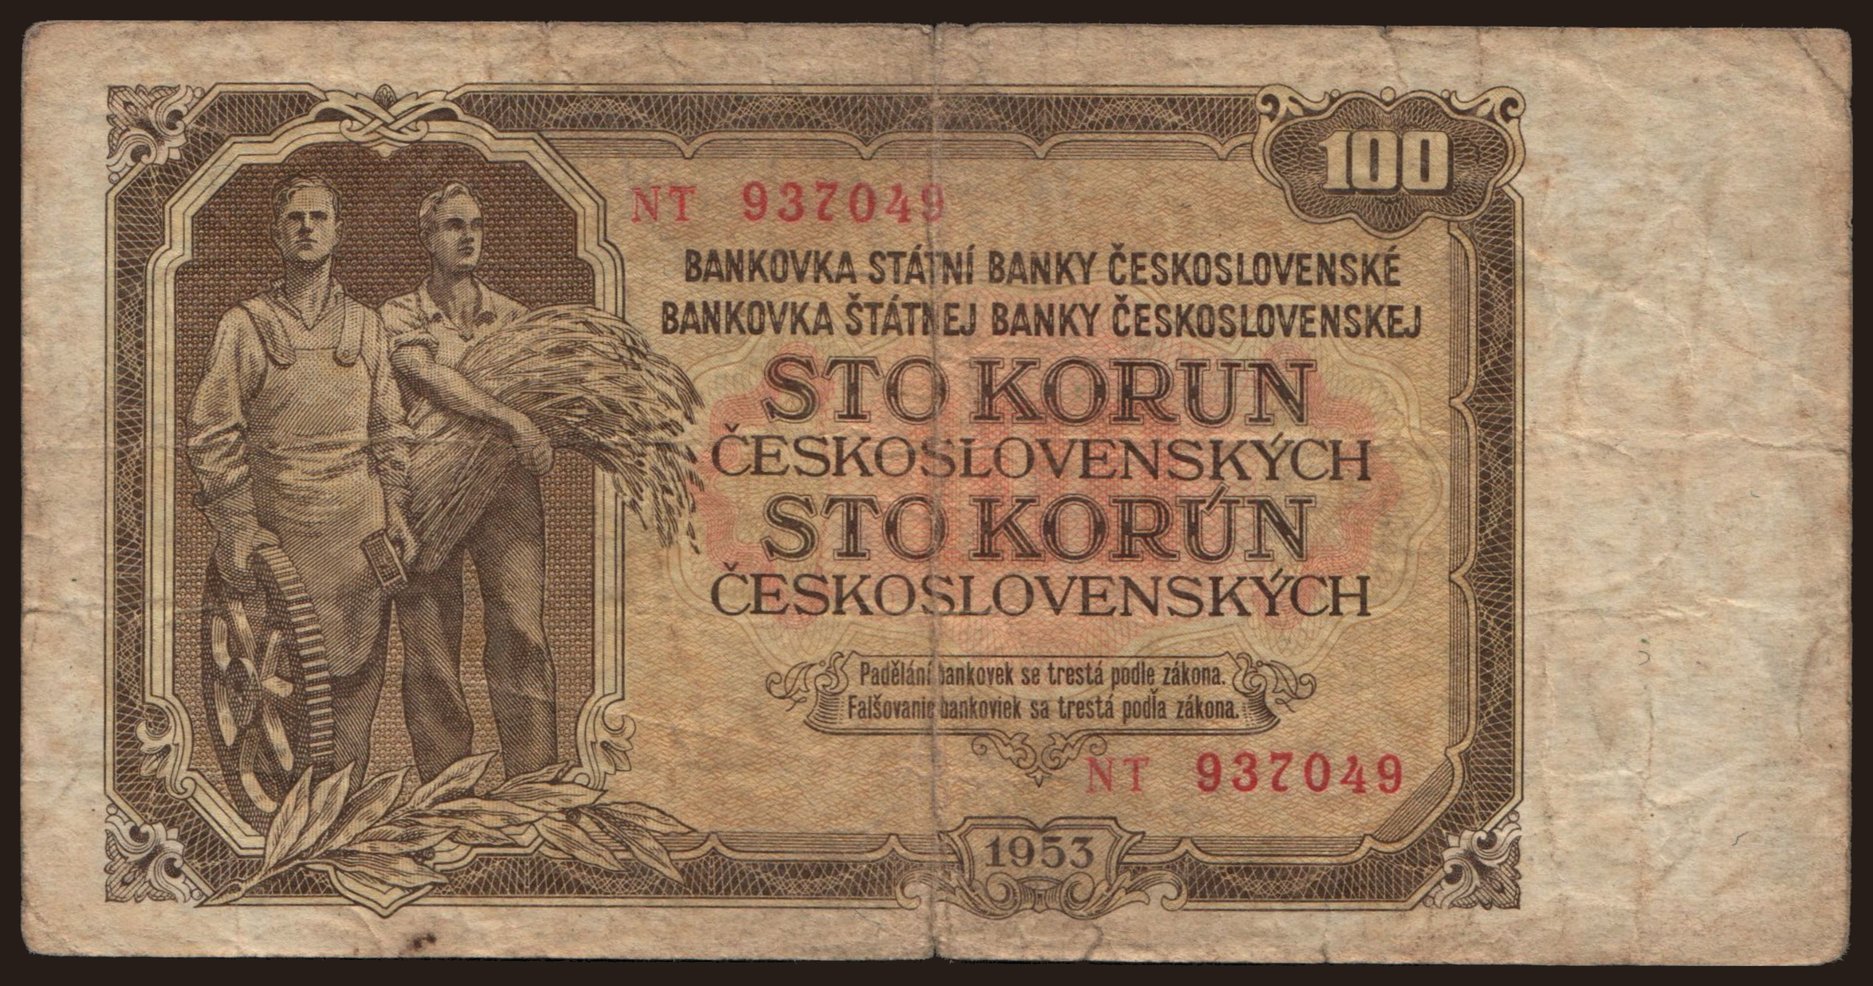 100
NT 937049
BANKOVKA STÁTNÍ BANKY ČESKOSLOVENSKÉ
BANKOVKA ŠTÁTNEJ BANKY ČESKOSLOVENSKEJ
STO KORUN
ČESKOSLOVENSKÝCH
STO KORÚN
ČESKOSLOVENSKÝCH
Padělání bankovek se trestá podle zákona.
Falšovanie bankoviek sa trestá podľa zákona.
NT 937049
1953